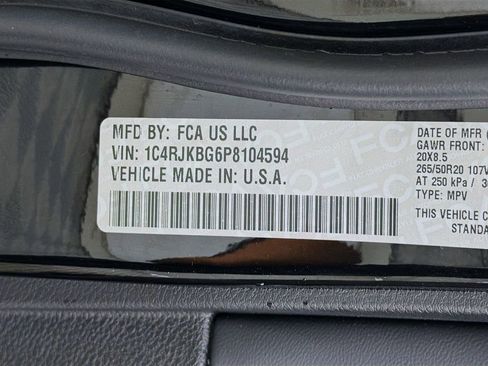 MFD BY: FCA US LLC
VIN: 1C4RJKBG6P8104594
VEHICLE MADE IN: U.S.A.
DATE OF MFR
GAWR FRONT:
20X8.5
265/50R20 107V
AT 250 kPa /
TYPE: MPV
THIS VEHICLE
STANDA